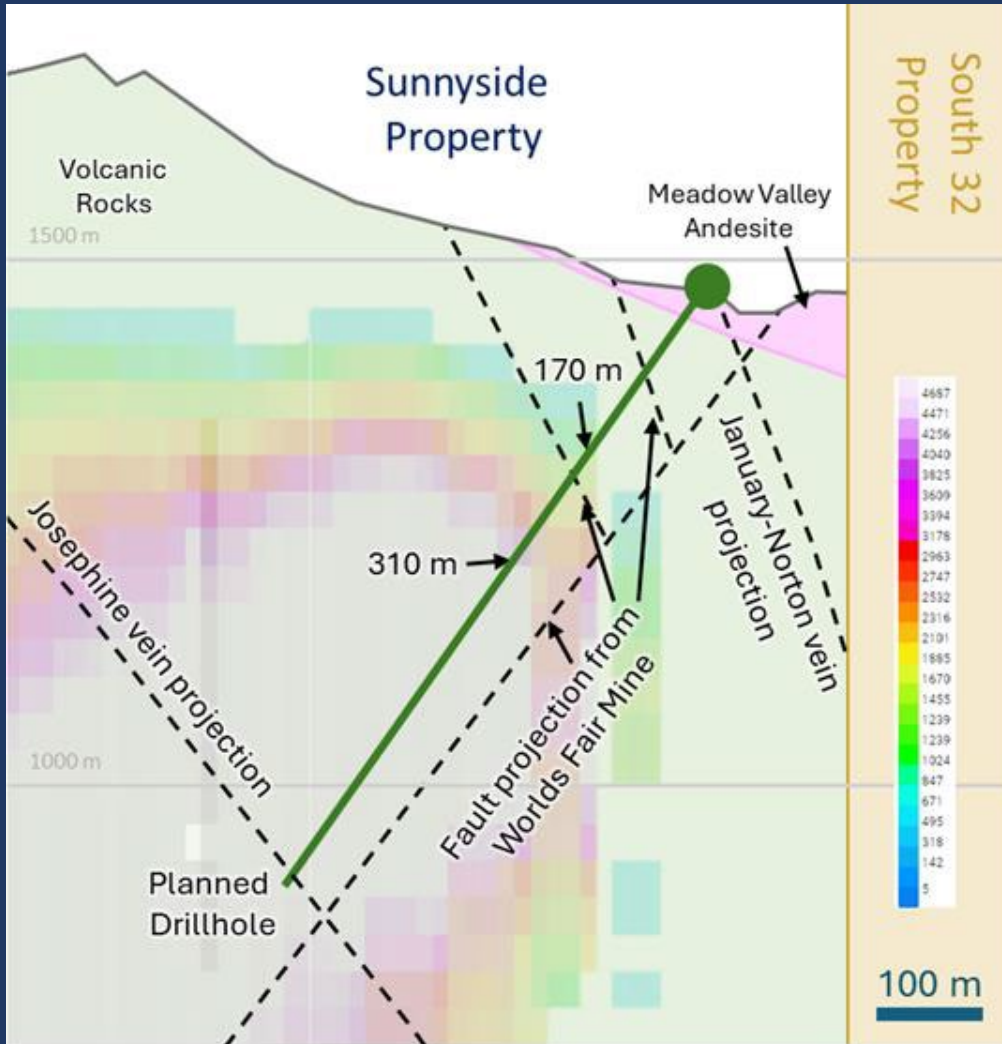 Sunnyside
Property
South 32
Property
Volcanic
Rocks
Meadow Valley
Andesite
1500 m
170 m
310 m
January-Norton vein
projection
Josephine vein projection
Fault projection from
Worlds Fair Mine
1000 m
Planned
Drillhole
4687
4471
4256
4040
3825
3609
3394
3178
2963
2747
2532
2316
2101
1885
1670
1455
1239
1239
1024
847
671
495
318
142
5
100 m